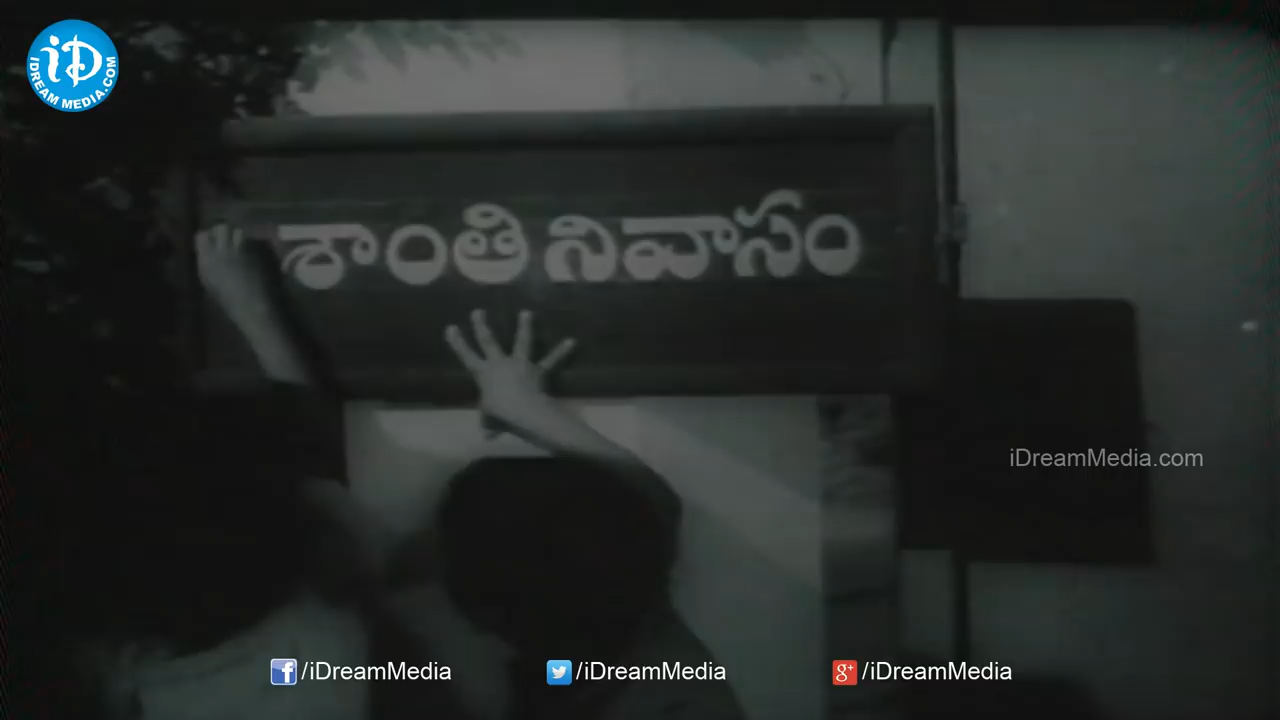 iD
IDREAM MEDIA.COM
శాంతి నివాసం
iDreamMedia.com
/iDreamMedia
/iDreamMedia
/iDreamMedia